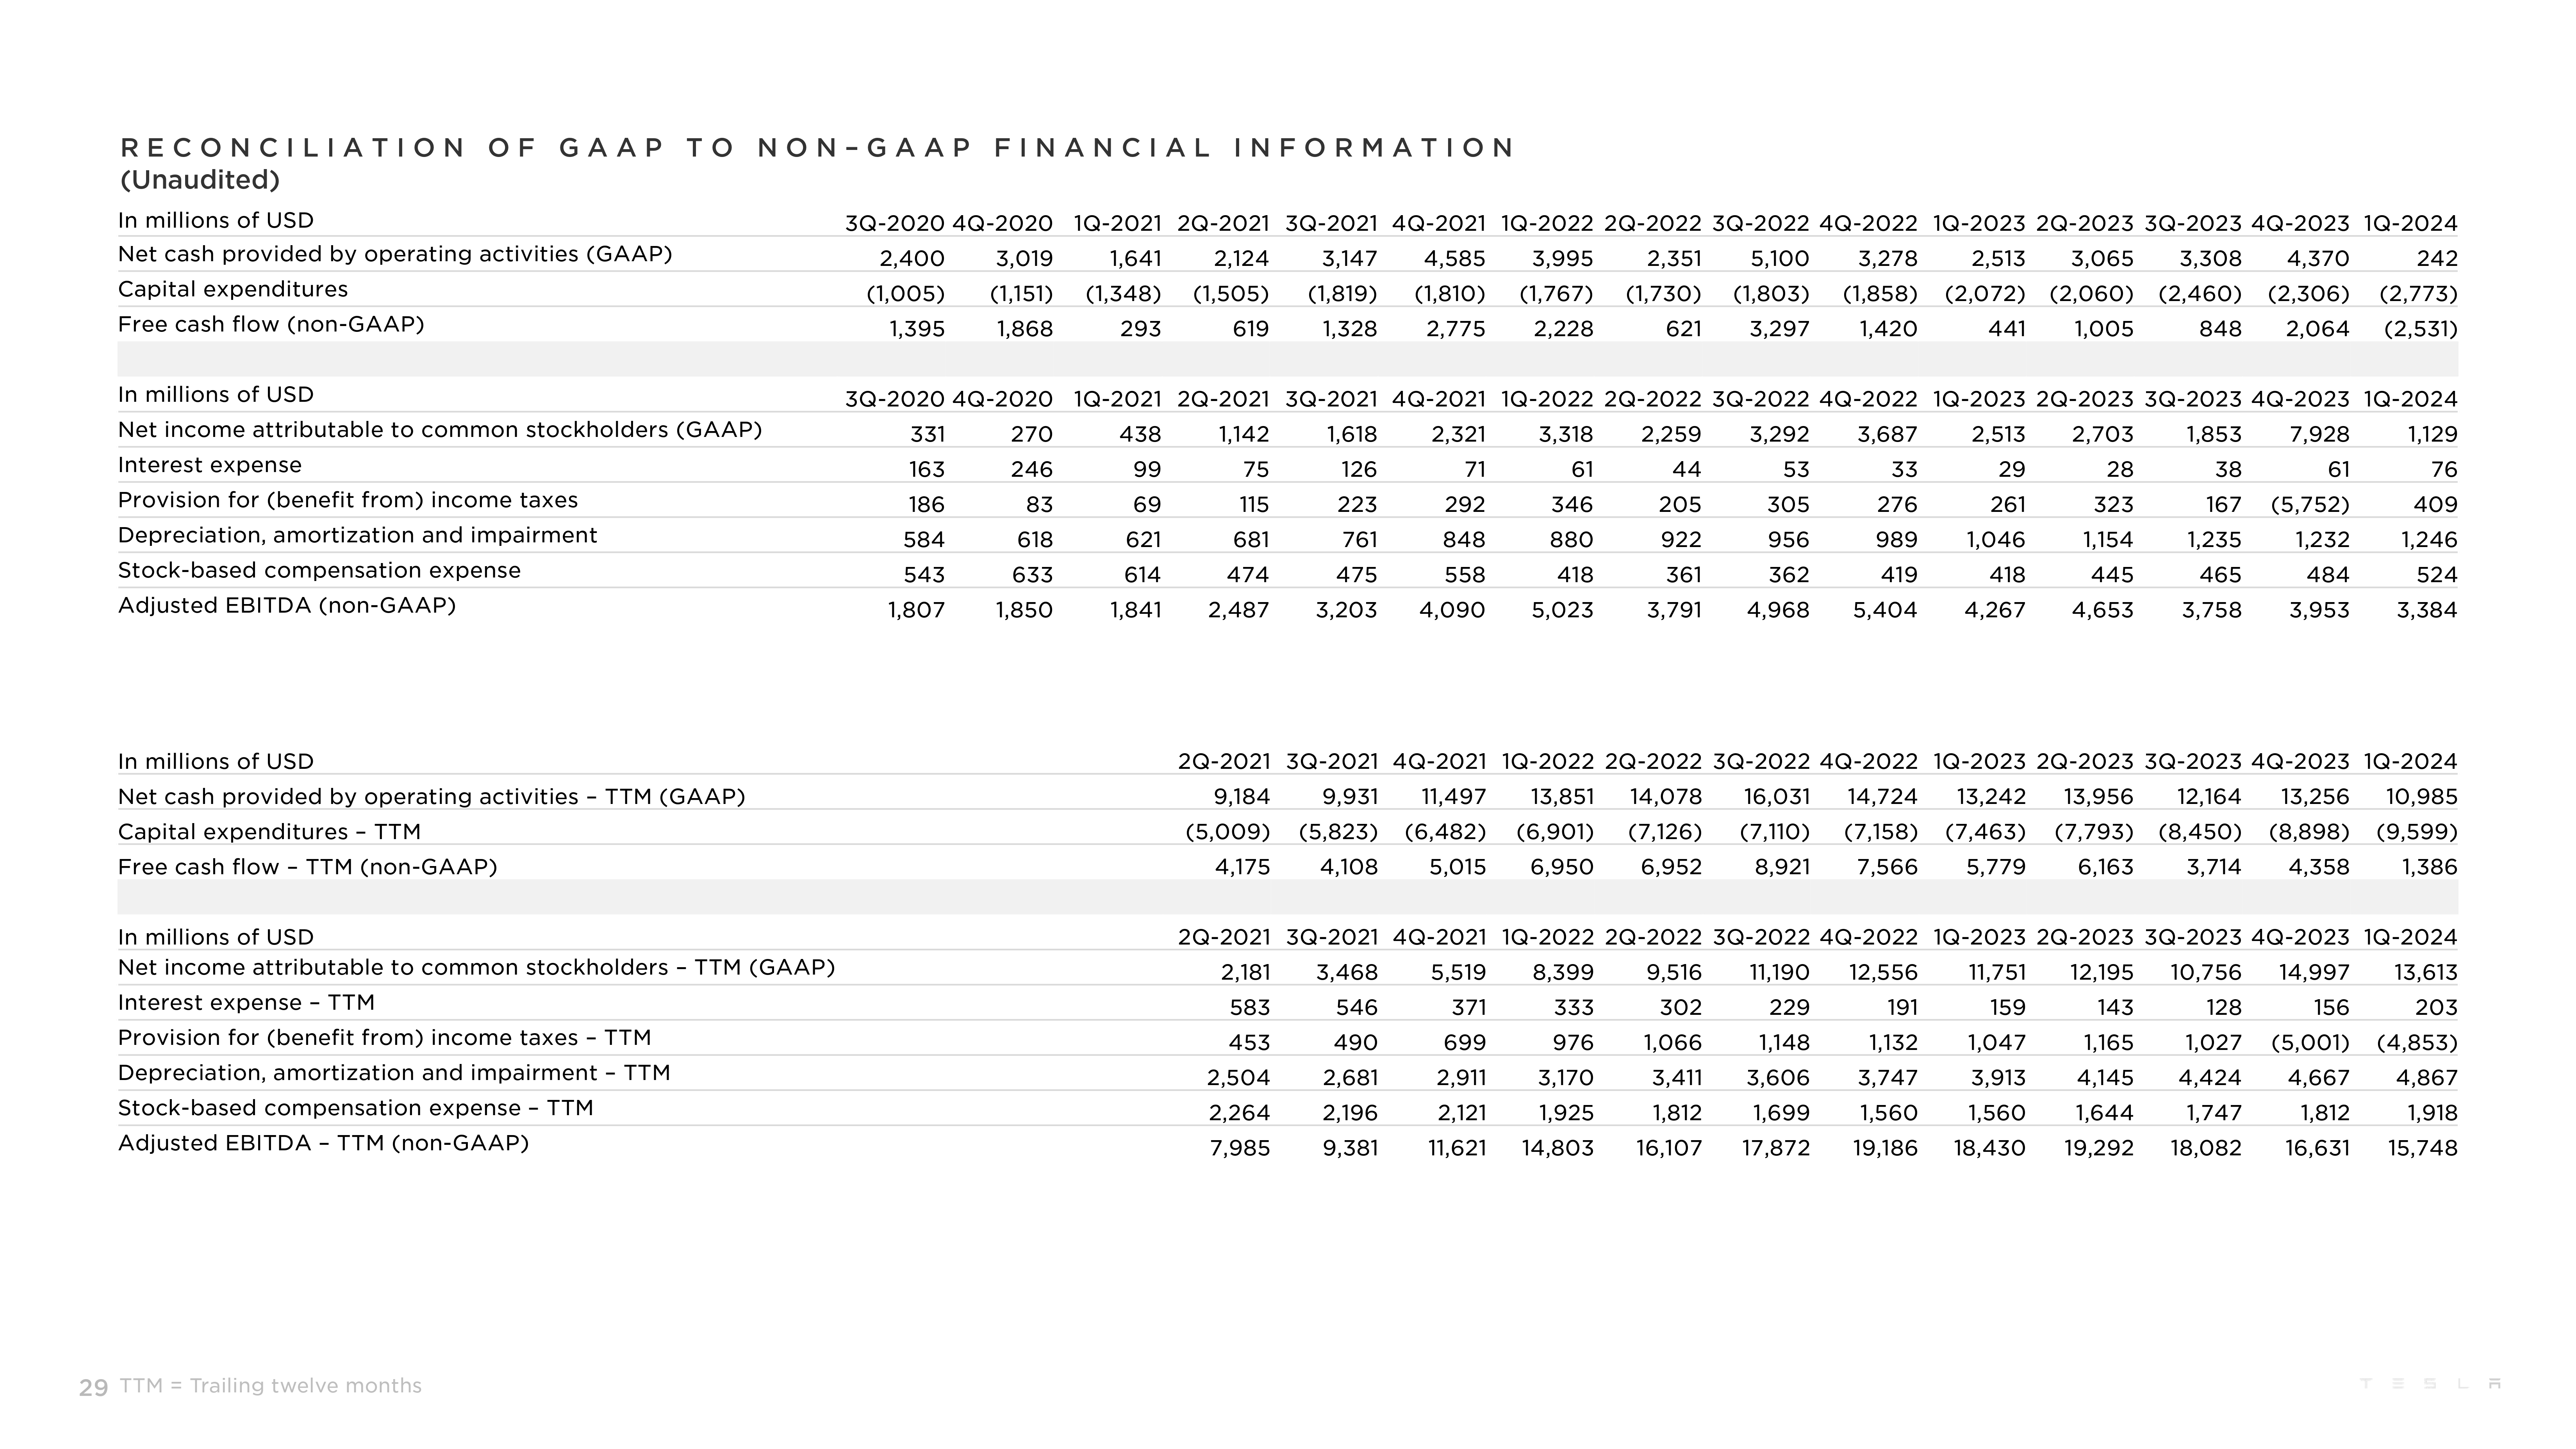 RECONCILIATION OF GAAP TO NON–GAAP FINANCIAL INFORMATION
(Unaudited)
In millions of USD 3Q-2020 4Q-2020 1Q-2021 2Q-2021 3Q-2021 4Q-2021 1Q-2022 2Q-2022 3Q-2022 4Q-2022 1Q-2023 2Q-2023 3Q-2023 4Q-2023 1Q-2024
Net cash provided by operating activities (GAAP) 2,400 3,019 1,641 2,124 3,147 4,585 3,995 2,351 5,100 3,278 2,513 3,065 3,308 4,370 242
Capital expenditures (1,005) (1,151) (1,348) (1,505) (1,819) (1,810) (1,767) (1,730) (1,803) (1,858) (2,072) (2,060) (2,460) (2,306) (2,773)
Free cash flow (non-GAAP) 1,395 1,868 293 619 1,328 2,775 2,228 621 3,297 1,420 441 1,005 848 2,064 (2,531)
In millions of USD 3Q-2020 4Q-2020 1Q-2021 2Q-2021 3Q-2021 4Q-2021 1Q-2022 2Q-2022 3Q-2022 4Q-2022 1Q-2023 2Q-2023 3Q-2023 4Q-2023 1Q-2024
Net income attributable to common stockholders (GAAP) 331 270 438 1,142 1,618 2,321 3,318 2,259 3,292 3,687 2,513 2,703 1,853 7,928 1,129
Interest expense 163 246 99 75 126 71 61 44 53 33 29 28 38 61 76
Provision for (benefit from) income taxes 186 83 69 115 223 292 346 205 305 276 261 323 167 (5,752) 409
Depreciation, amortization and impairment 584 618 621 681 761 848 880 922 956 989 1,046 1,154 1,235 1,232 1,246
Stock-based compensation expense 543 633 614 474 475 558 418 361 362 419 418 445 465 484 524
Adjusted EBITDA (non-GAAP) 1,807 1,850 1,841 2,487 3,203 4,090 5,023 3,791 4,968 5,404 4,267 4,653 3,758 3,953 3,384
In millions of USD 2Q-2021 3Q-2021 4Q-2021 1Q-2022 2Q-2022 3Q-2022 4Q-2022 1Q-2023 2Q-2023 3Q-2023 4Q-2023 1Q-2024
Net cash provided by operating activities – TTM (GAAP) 9,184 9,931 11,497 13,851 14,078 16,031 14,724 13,242 13,956 12,164 13,256 10,985
Capital expenditures – TTM (5,009) (5,823) (6,482) (6,901) (7,126) (7,110) (7,158) (7,463) (7,793) (8,450) (8,898) (9,599)
Free cash flow – TTM (non-GAAP) 4,175 4,108 5,015 6,950 6,952 8,921 7,566 5,779 6,163 3,714 4,358 1,386
In millions of USD 2Q-2021 3Q-2021 4Q-2021 1Q-2022 2Q-2022 3Q-2022 4Q-2022 1Q-2023 2Q-2023 3Q-2023 4Q-2023 1Q-2024
Net income attributable to common stockholders – TTM (GAAP) 2,181 3,468 5,519 8,399 9,516 11,190 12,556 11,751 12,195 10,756 14,997 13,613
Interest expense – TTM 583 546 371 333 302 229 191 159 143 128 156 203
Provision for (benefit from) income taxes – TTM 453 490 699 976 1,066 1,148 1,132 1,047 1,165 1,027 (5,001) (4,853)
Depreciation, amortization and impairment – TTM 2,504 2,681 2,911 3,170 3,411 3,606 3,747 3,913 4,145 4,424 4,667 4,867
Stock-based compensation expense – TTM 2,264 2,196 2,121 1,925 1,812 1,699 1,560 1,560 1,644 1,747 1,812 1,918
Adjusted EBITDA – TTM (non-GAAP) 7,985 9,381 11,621 14,803 16,107 17,872 19,186 18,430 19,292 18,082 16,631 15,748
29 TTM = Trailing twelve months
TESLA